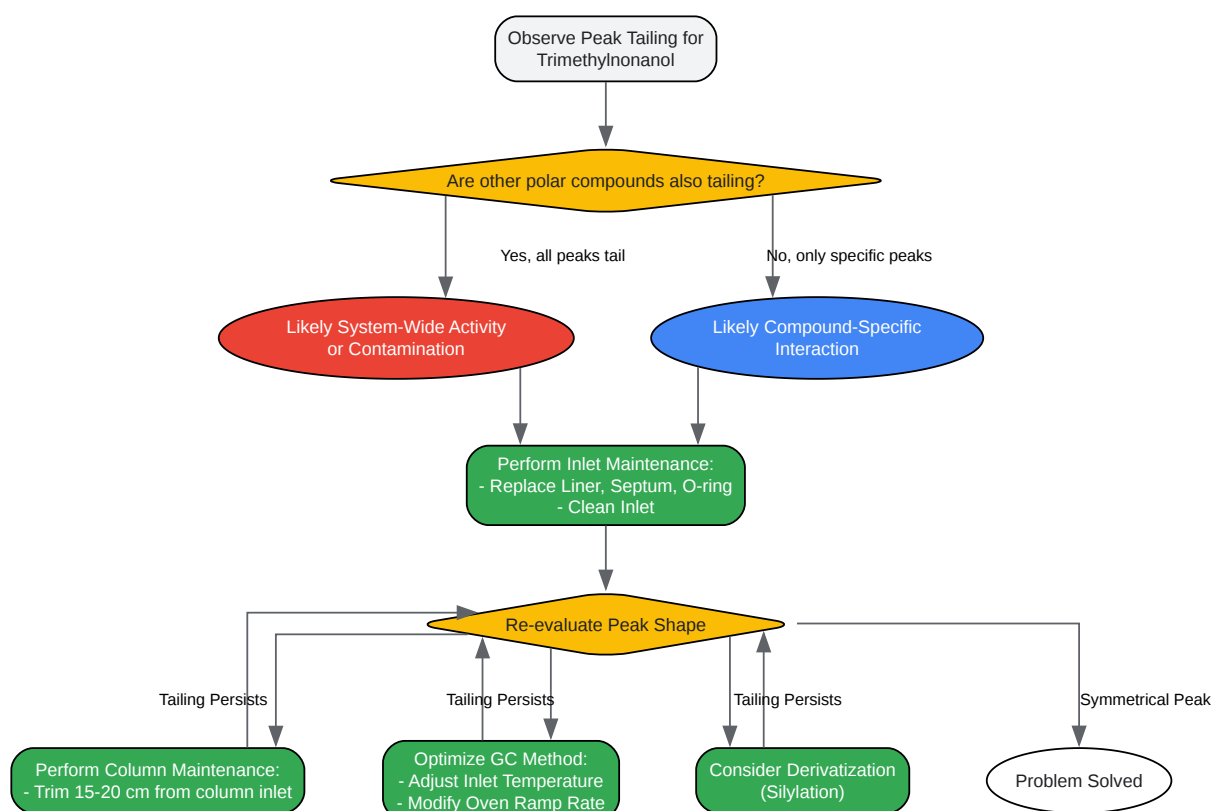 Observe Peak Tailing for
Trimethylnonanol
Are other polar compounds also tailing?
Yes, all peaks tail
No, only specific peaks
Likely System-Wide Activity
or Contamination
Likely Compound-Specific
Interaction
Perform Inlet Maintenance:
- Replace Liner, Septum, O-ring
- Clean Inlet
Re-evaluate Peak Shape
Tailing Persists
Tailing Persists
Tailing Persists
Symmetrical Peak
Perform Column Maintenance:
- Trim 15-20 cm from column inlet
Optimize GC Method:
- Adjust Inlet Temperature
- Modify Oven Ramp Rate
Consider Derivatization
(Silylation)
Problem Solved